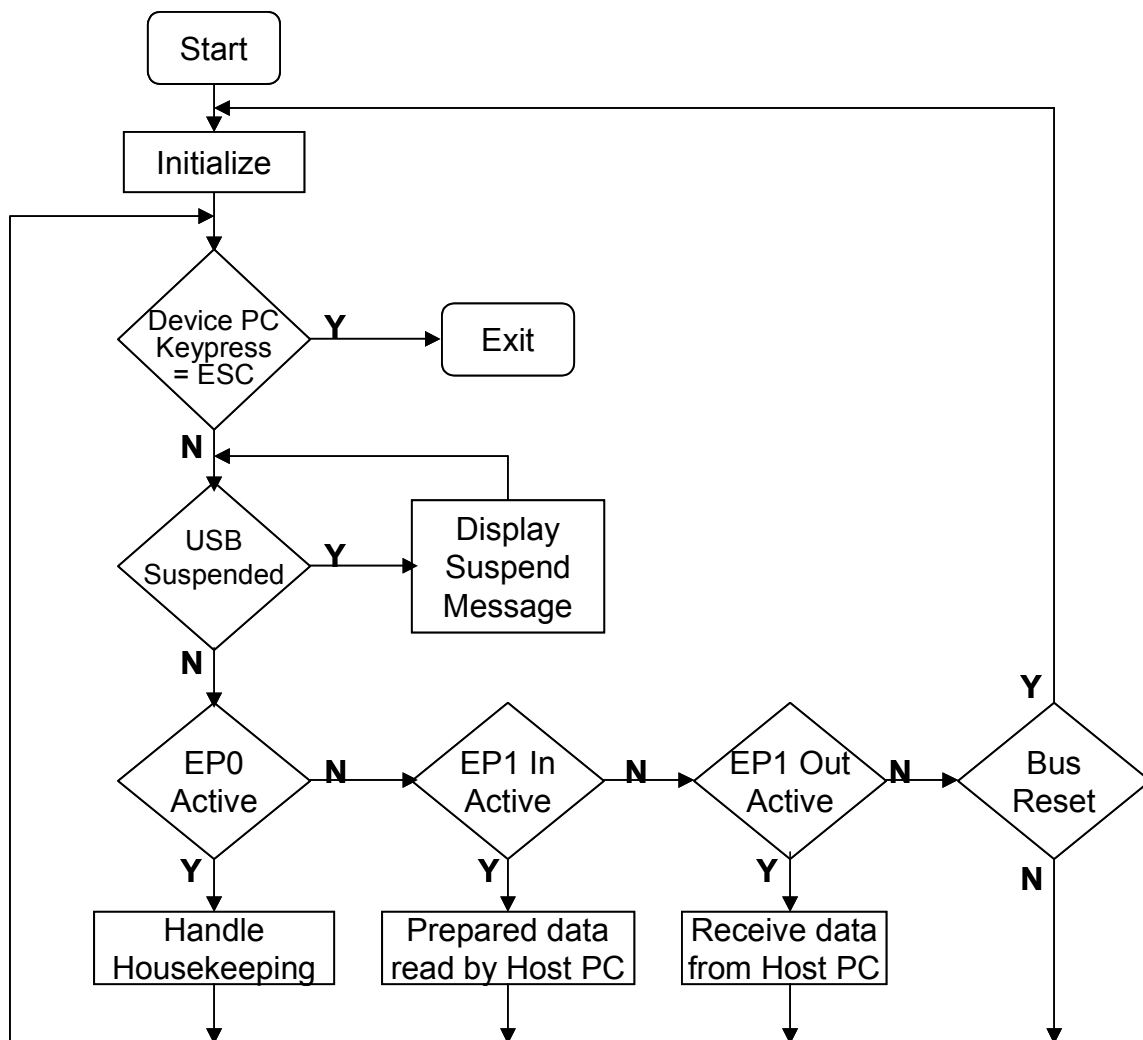 Start
Initialize
Device PC
Keypress
= ESC
Y
Exit
N
USB
Suspended
Y
Display
Suspend
Message
N
EP0
Active
N
EP1 In
Active
N
EP1 Out
Active
N
Bus
Reset
Y
Y
Y
Y
N
Handle
Housekeeping
Prepared data
read by Host PC
Receive data
from Host PC